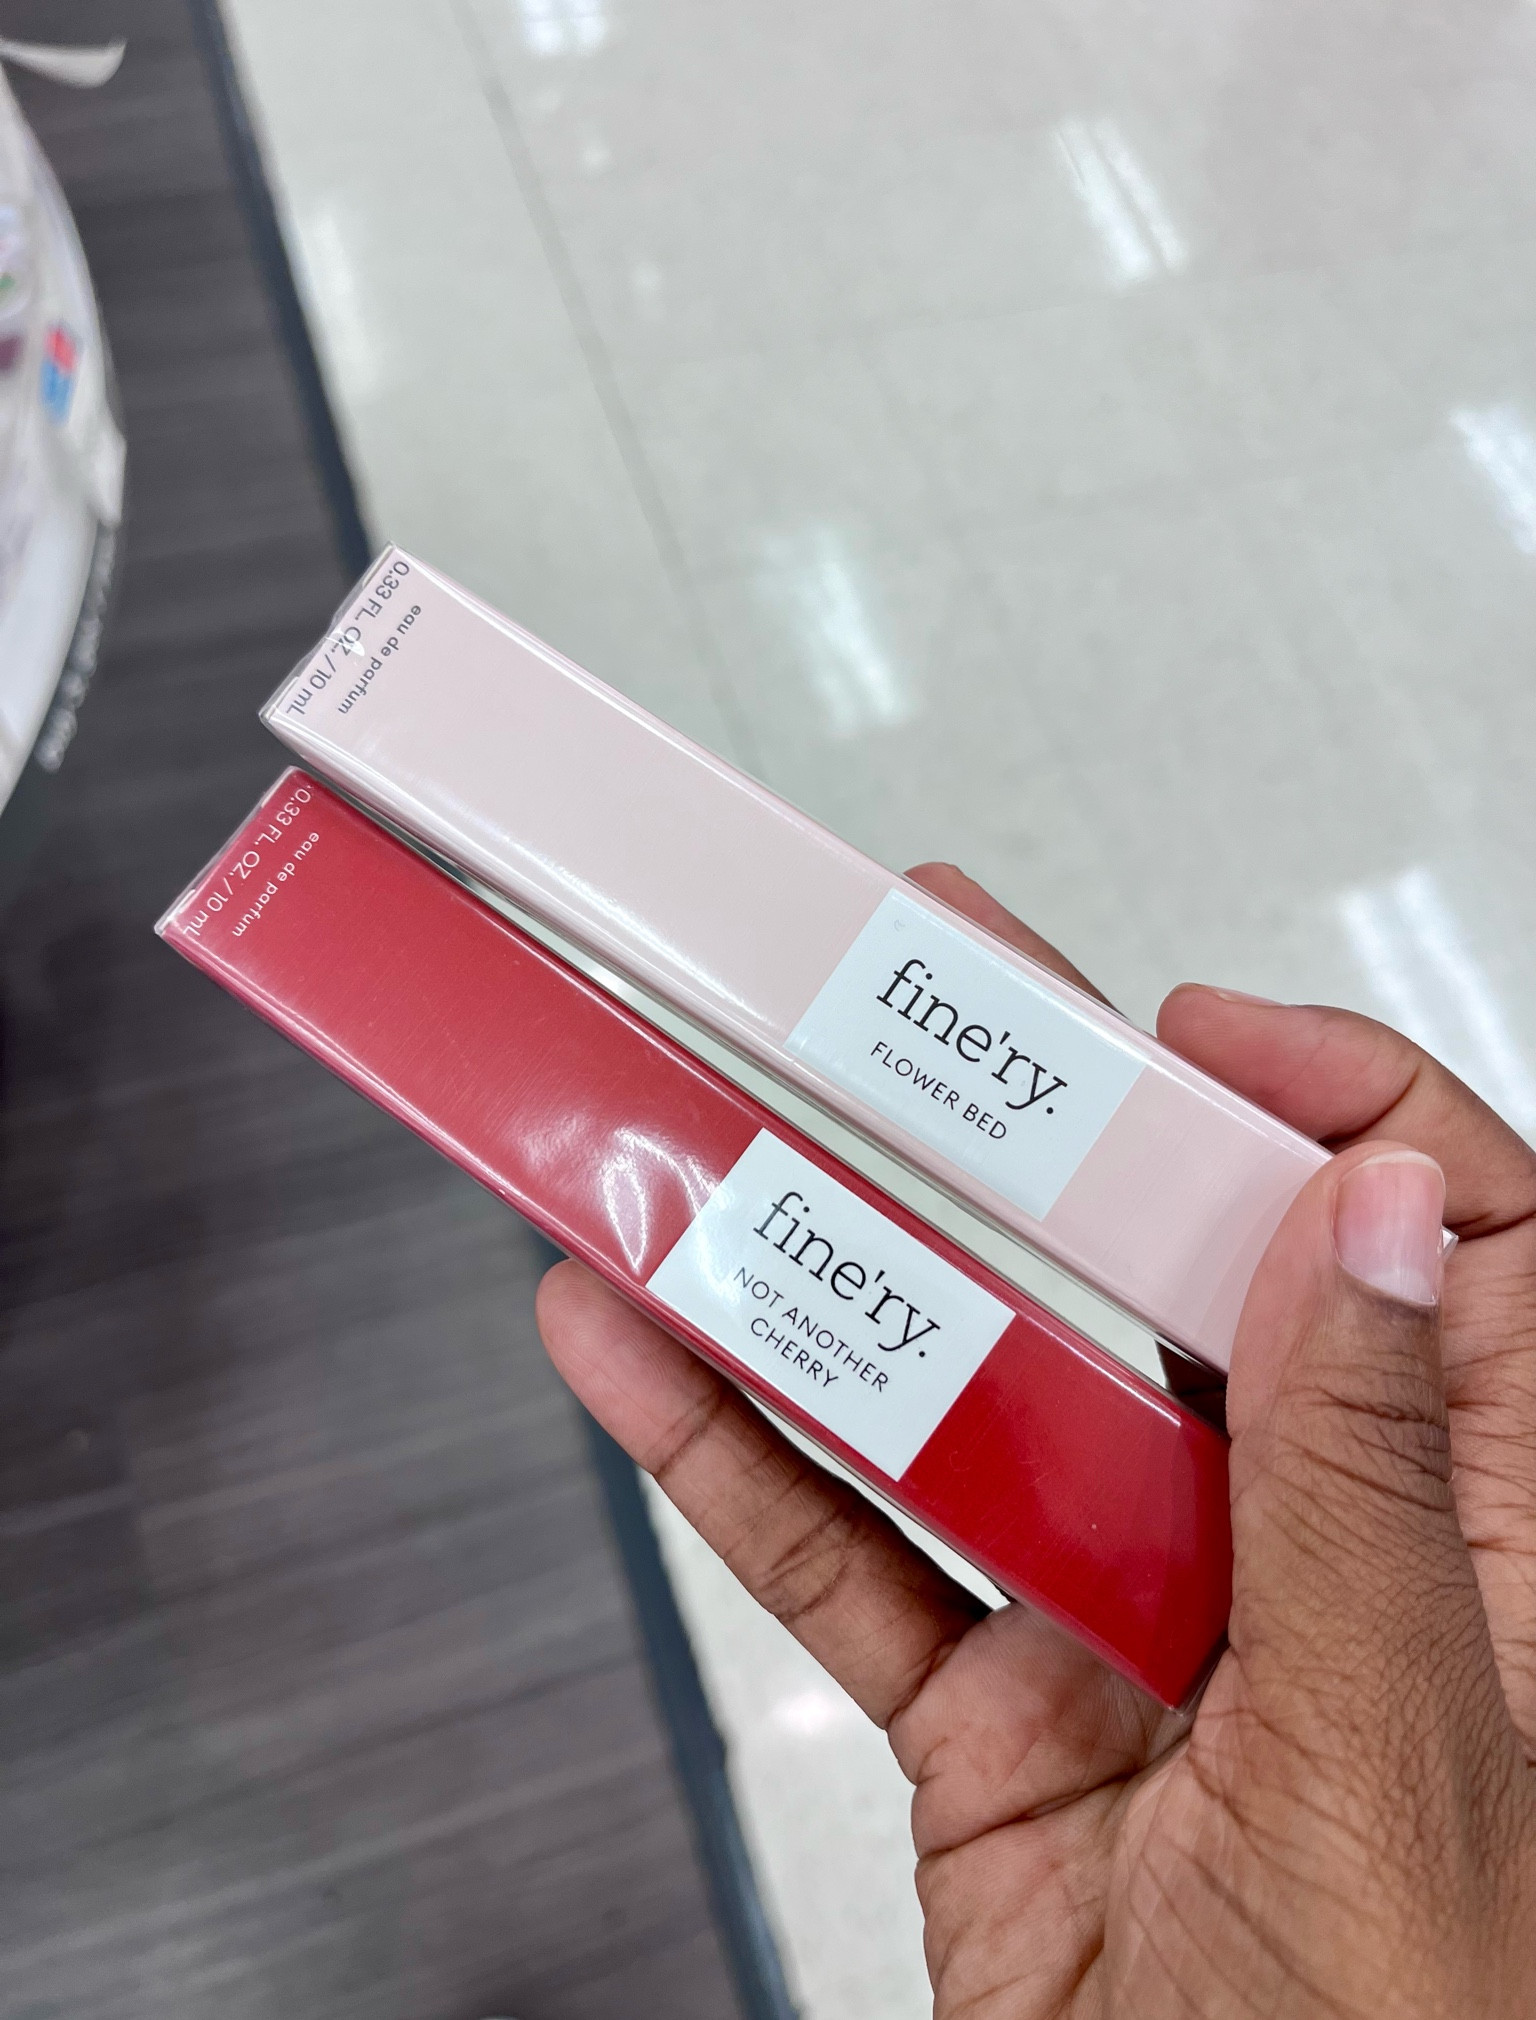 0.33 FL. OZ. / 10 mL
eau de parfum
fine'ry.
FLOWER BED
0.33 FL. OZ. / 10 mL
eau de parfum
fine'ry.
NOT ANOTHER
CHERRY